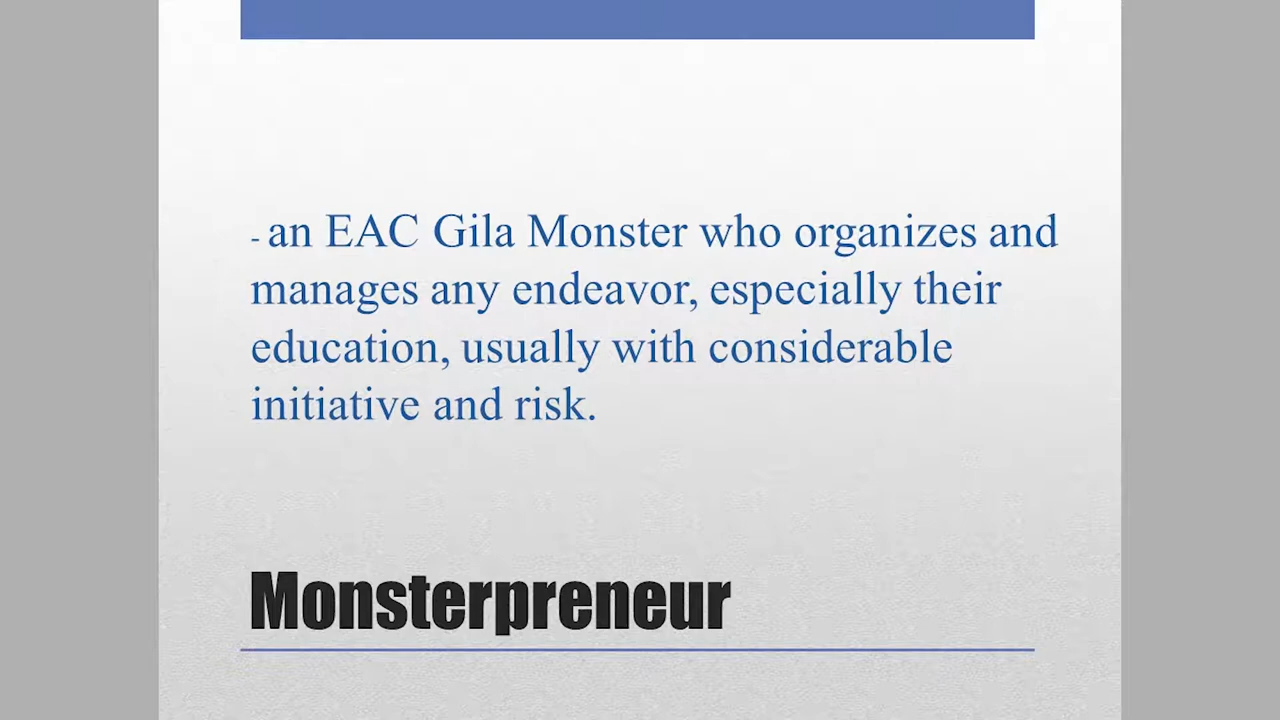 - an EAC Gila Monster who organizes and
manages any endeavor, especially their
education, usually with considerable
initiative and risk.
Monsterpreneur